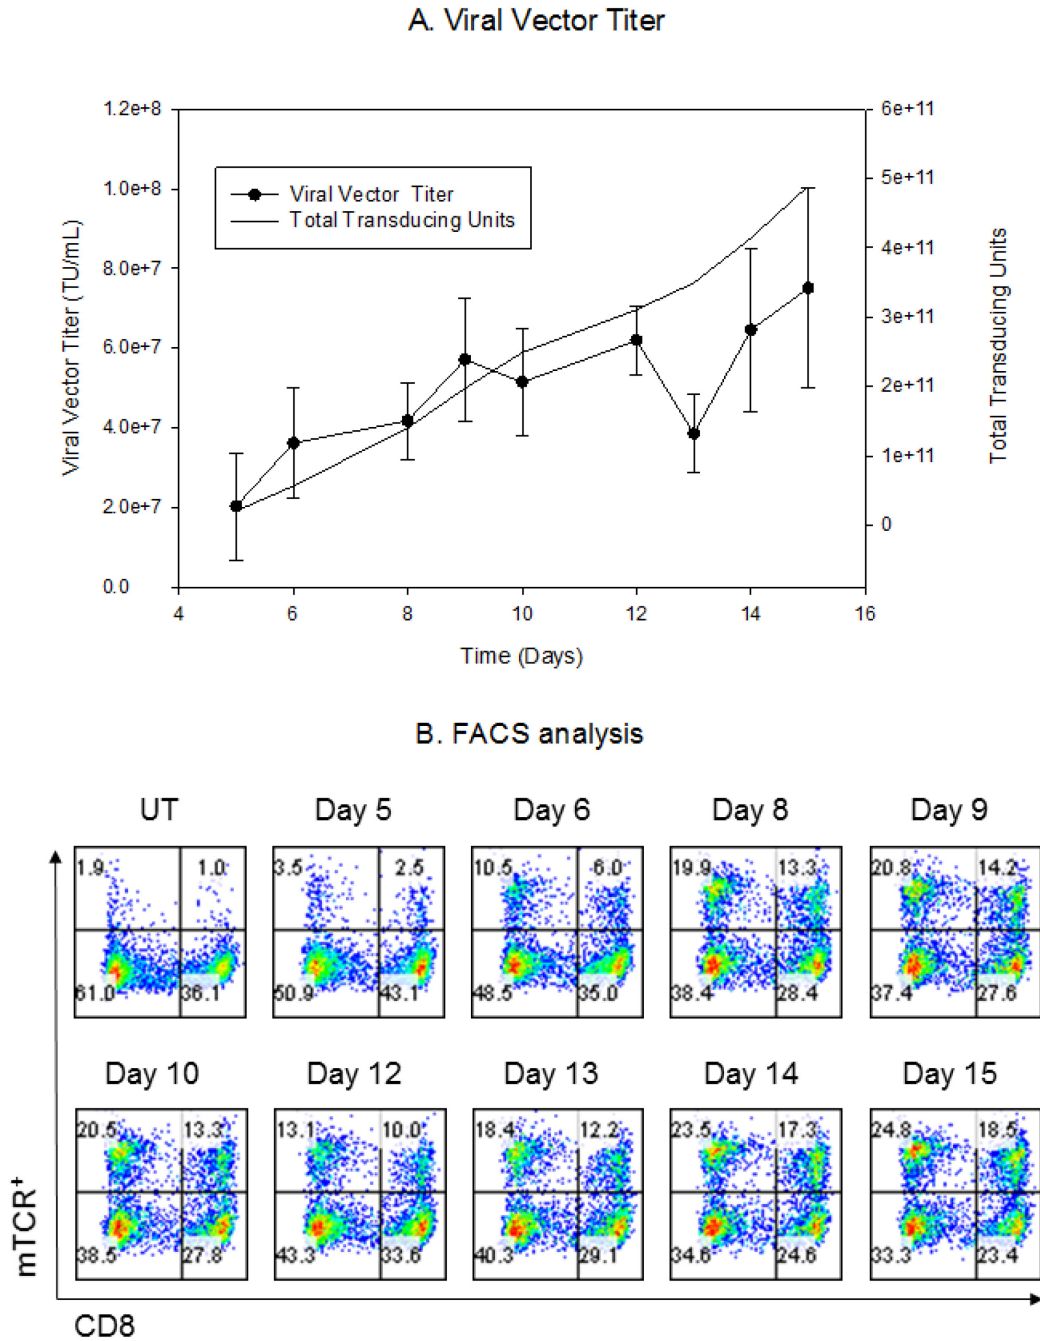 A. Viral Vector Titer
1.2e+8
1.0e+8
8.0e+7
6.0e+7
4.0e+7
2.0e+7
0.0
Viral Vector Titer (TU/mL)
Viral Vector Titer
Total Transducing Units
6e+11
5e+11
4e+11
3e+11
2e+11
1e+11
0
Total Transducing Units
4 6 8 10 12 14 16
Time (Days)
B. FACS analysis
UT Day 5 Day 6 Day 8 Day 9
1.9 1.0 3.5 2.5 10.5 6.0 19.9 13.3 20.8 14.2
61.0 36.1 50.9 43.1 48.5 35.0 38.4 28.4 37.4 27.6
Day 10 Day 12 Day 13 Day 14 Day 15
20.5 13.3 13.1 10.0 18.4 12.2 23.5 17.3 24.8 18.5
38.5 27.8 43.3 33.6 40.3 29.1 34.6 24.6 33.3 23.4
mTCR+
CD8